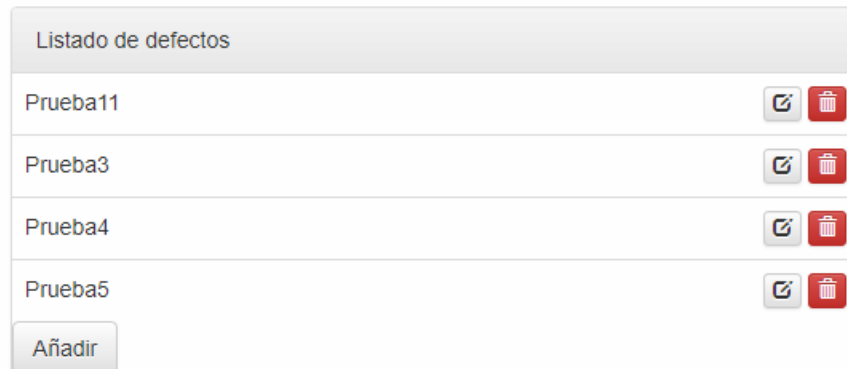 Listado de defectos
Prueba11
Prueba3
Prueba4
Prueba5
Añadir